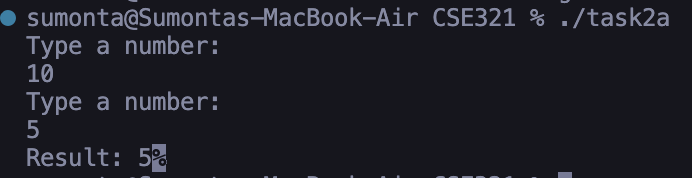 sumonta@Sumontas-MacBook-Air CSE321 % ./task2a
Type a number:
10
Type a number:
5
Result: 5%